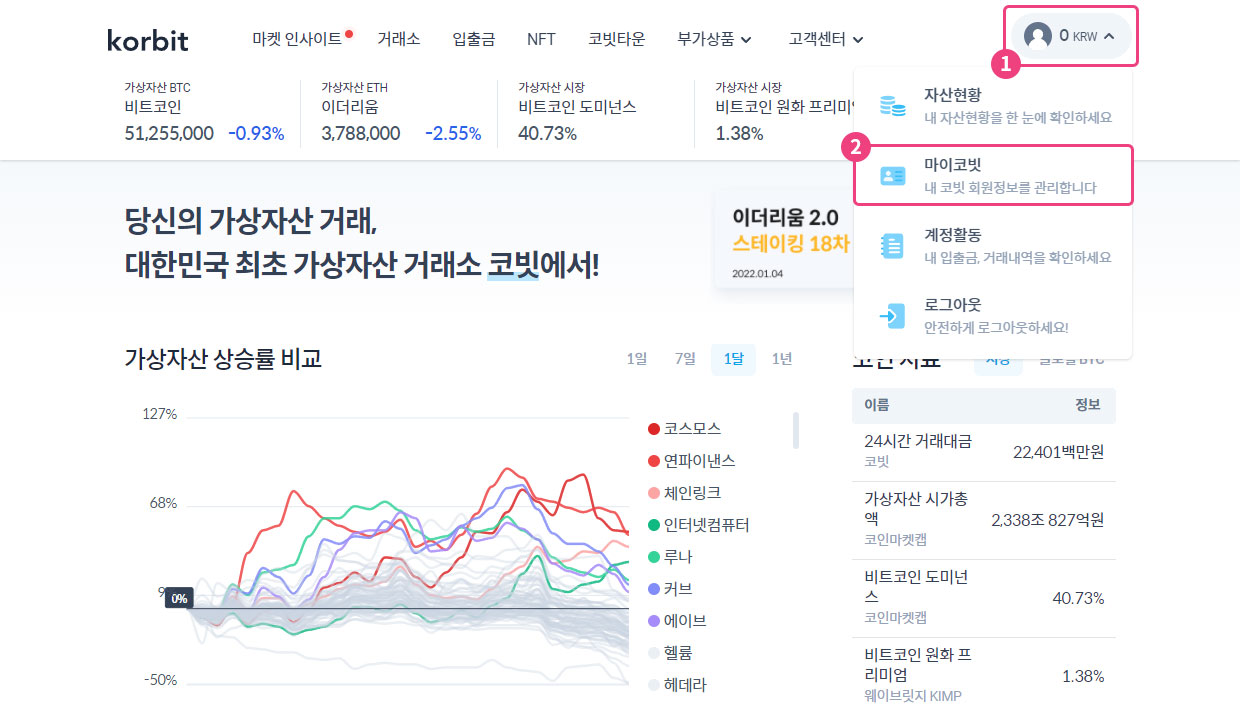 korbit
마켓 인사이트
거래소
입출금
NFT
코빗타운
부가상품
고객센터
0 KRW
1
가상자산 BTC
비트코인
51,255,000 -0.93%
가상자산 ETH
이더리움
3,788,000 -2.55%
가상자산 시장
비트코인 도미넌스
40.73%
가상자산 시장
비트코인 원화 프리미
1.38%
자산현황
내 자산현황을 한 눈에 확인하세요
2
마이코빗
내 코빗 회원정보를 관리합니다
계정활동
내 입출금, 거래내역을 확인하세요
로그아웃
안전하게 로그아웃하세요!
당신의 가상자산 거래,
대한민국 최초 가상자산 거래소 코빗에서!
이더리움 2.0
스테이킹 18차
2022.01.04
가상자산 상승률 비교
1일
7일
1달
1년
127%
68%
9
0%
-50%
코스모스
연파이낸스
체인링크
인터넷컴퓨터
루나
커브
에이브
헬륨
헤데라
이름 정보
24시간 거래대금
코빗
22,401백만원
가상자산 시가총
액
코인마켓캡
2,338조 827억원
비트코인 도미넌
스
코인마켓캡
40.73%
비트코인 원화 프
리미엄
웨이브릿지 KIMP
1.38%